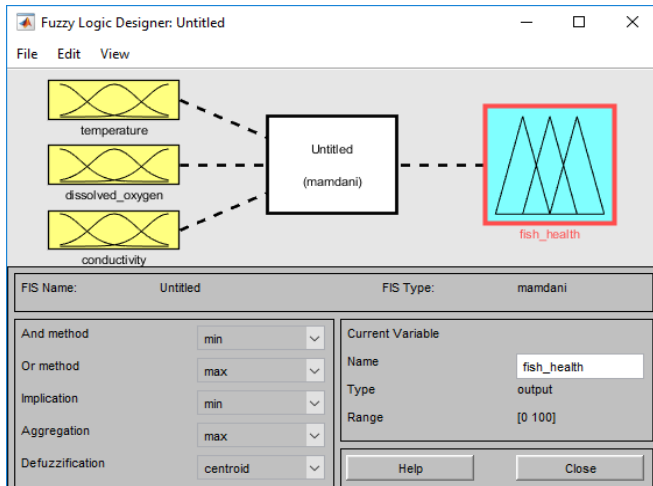 Fuzzy Logic Designer: Untitled
File Edit View
temperature
dissolved_oxygen
conductivity
Untitled
(mamdani)
fish_health
FIS Name: Untitled FIS Type: mamdani
And method min
Or method max
Implication min
Aggregation max
Defuzzification centroid
Current Variable
Name fish_health
Type output
Range [0 100]
Help Close